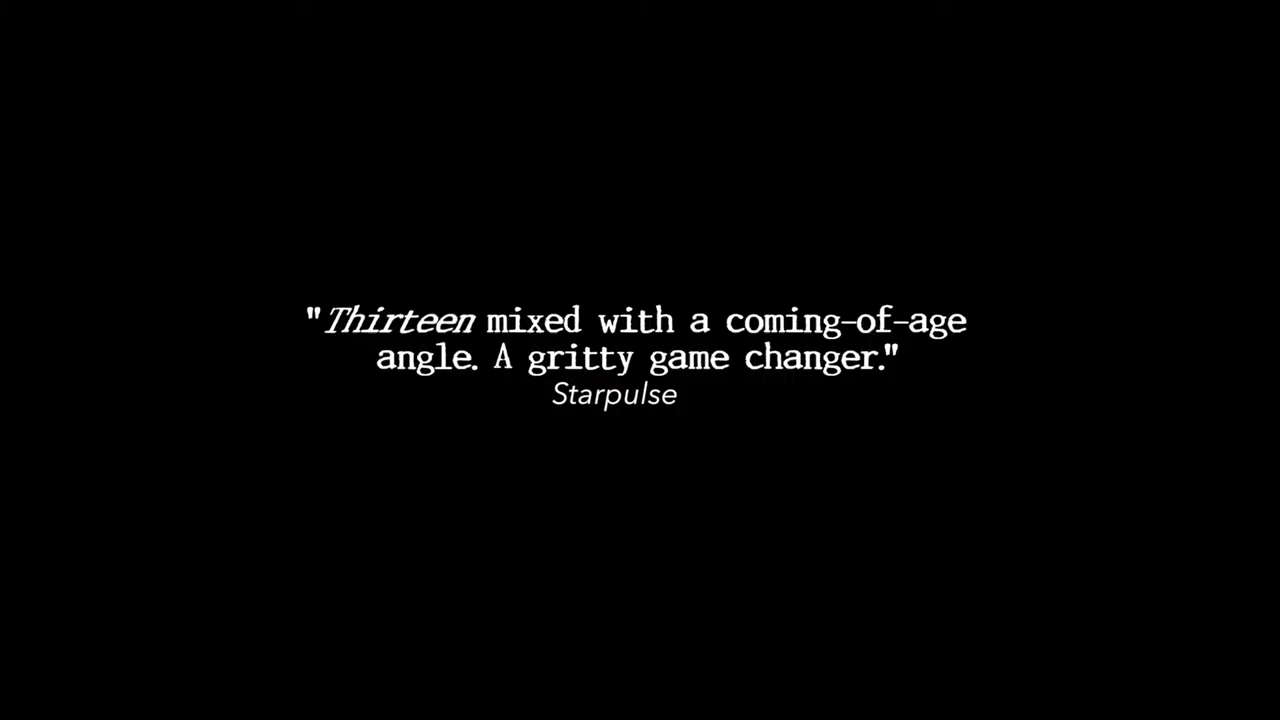 "Thirteen mixed with a coming-of-age
angle. A gritty game changer."
Starpulse